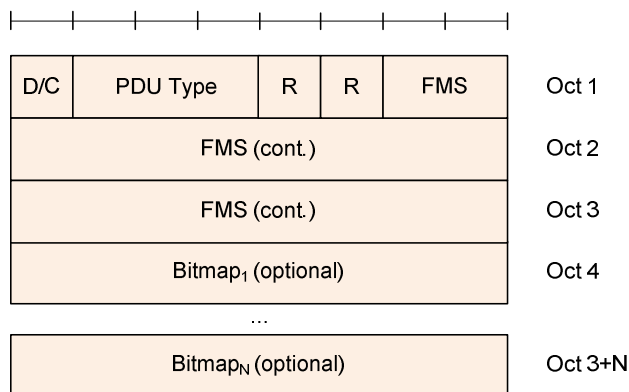 D/C PDU Type R R FMS Oct 1
FMS (cont.) Oct 2
FMS (cont.) Oct 3
Bitmap₁ (optional) Oct 4
...
Bitmap_N (optional) Oct 3+N